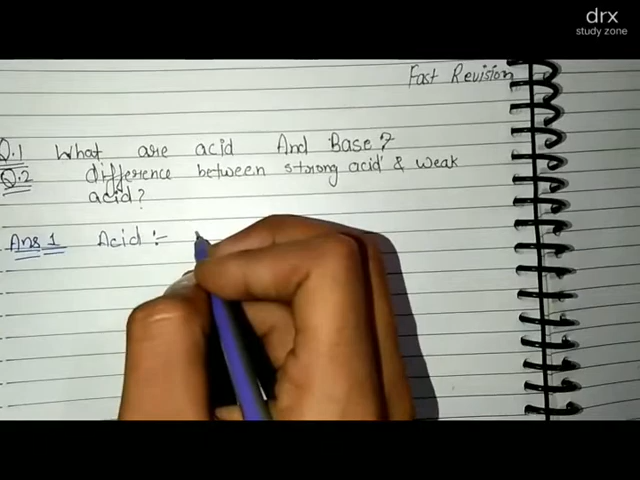 drx
study zone
Fast Revision
Q.1 What are acid And Base?
Q.2 difference between strong acid & weak
acid?
Ans 1 Acid :-